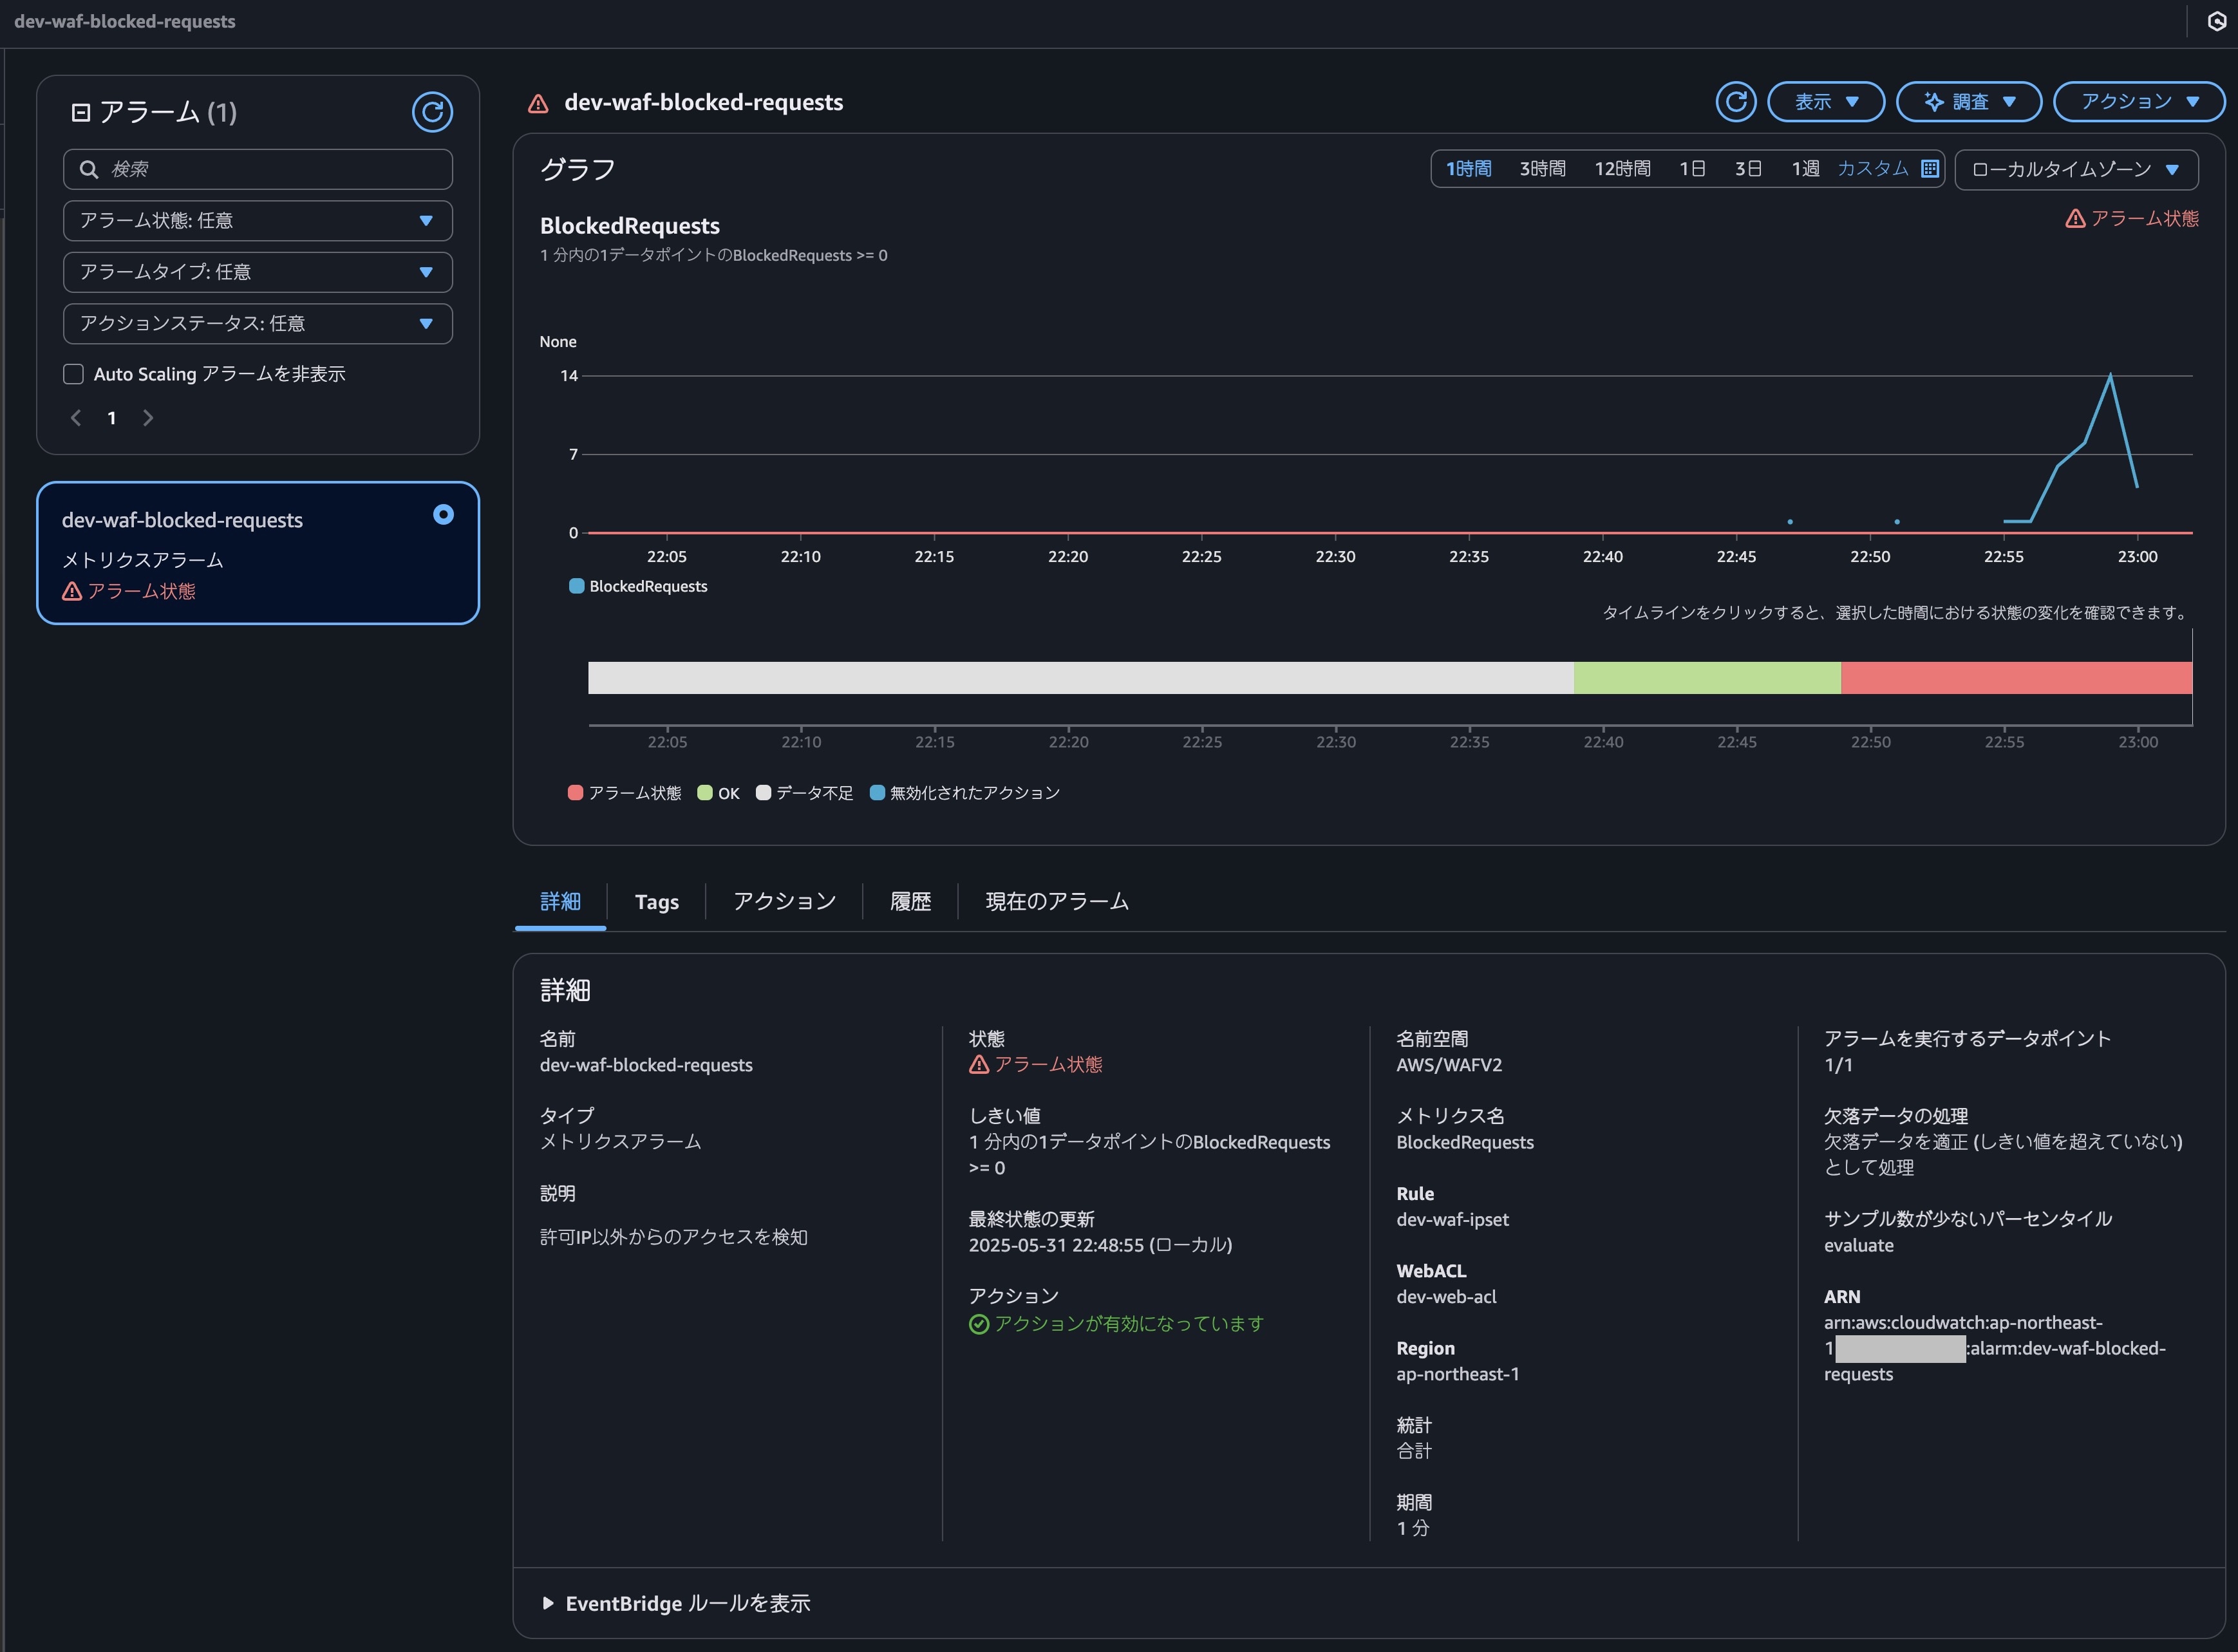 dev-waf-blocked-requests
アラーム (1)
検索
アラーム状態: 任意
アラームタイプ: 任意
アクションステータス: 任意
Auto Scaling アラームを非表示
1
dev-waf-blocked-requests
メトリクスアラーム
アラーム状態
dev-waf-blocked-requests
表示
調査
アクション
グラフ
1時間 3時間 12時間 1日 3日 1週 カスタム
ローカルタイムゾーン
アラーム状態
BlockedRequests
1 分内の1データポイントのBlockedRequests >= 0
None
14
7
0
22:05 22:10 22:15 22:20 22:25 22:30 22:35 22:40 22:45 22:50 22:55 23:00
BlockedRequests
タイムラインをクリックすると、選択した時間における状態の変化を確認できます。
22:05 22:10 22:15 22:20 22:25 22:30 22:35 22:40 22:45 22:50 22:55 23:00
アラーム状態 OK データ不足 無効化されたアクション
詳細 Tags アクション 履歴 現在のアラーム
詳細
名前
dev-waf-blocked-requests
タイプ
メトリクスアラーム
説明
許可IP以外からのアクセスを検知
状態
アラーム状態
しきい値
1 分内の1データポイントのBlockedRequests
>= 0
最終状態の更新
2025-05-31 22:48:55 (ローカル)
アクション
アクションが有効になっています
名前空間
AWS/WAFV2
メトリクス名
BlockedRequests
Rule
dev-waf-ipset
WebACL
dev-web-acl
Region
ap-northeast-1
統計
合計
期間
1 分
アラームを実行するデータポイント
1/1
欠落データの処理
欠落データを適正 (しきい値を超えていない)
として処理
サンプル数が少ないパーセンタイル
evaluate
ARN
arn:aws:cloudwatch:ap-northeast-
1 :alarm:dev-waf-blocked-
requests
EventBridge ルールを表示